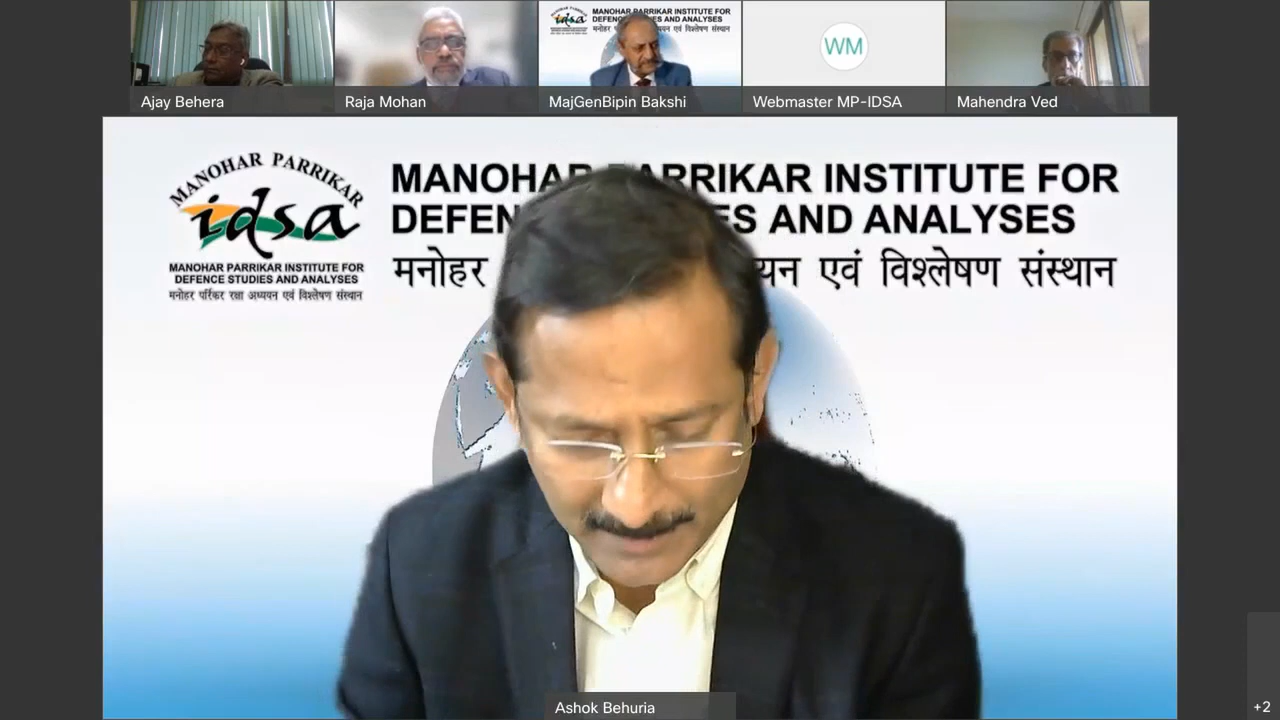 MANOHAR PARRIKAR INSTITUTE FOR
Ajay Behera
Raja Mohan
MajGenBipin Bakshi
WM
Webmaster MP-IDSA
Mahendra Ved
MANOHAR PARRIKAR
idsa
MANOHAR PARRIKAR INSTITUTE FOR
DEFENCE STUDIES AND ANALYSES
मनोहर पर्रिकर रक्षा अध्ययन एवं विश्लेषण संस्थान
MANOHAR PARRIKAR INSTITUTE FOR
DEFEN ES AND ANALYSES
मनोहर यन एवं विश्लेषण संस्थान
Ashok Behuria
+2